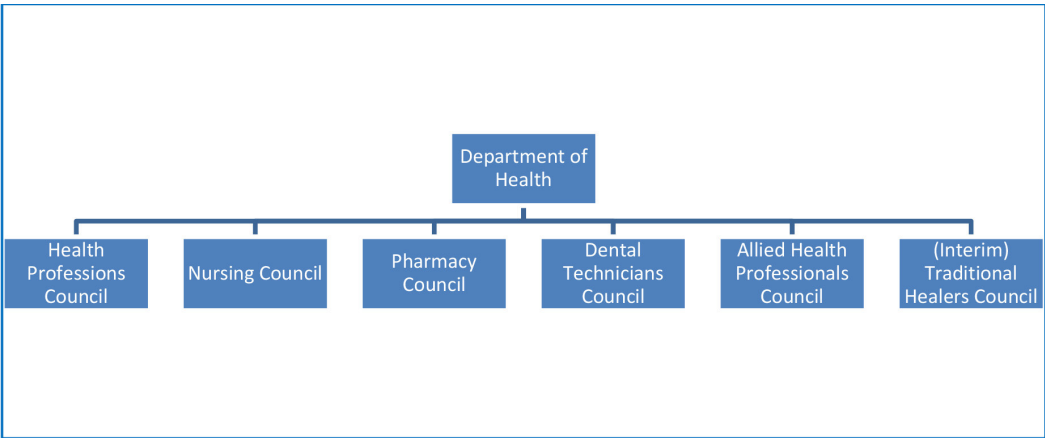 Department of
Health
Health
Professions
Council
Nursing Council
Pharmacy
Council
Dental
Technicians
Council
Allied Health
Professionals
Council
(Interim)
Traditional
Healers Council